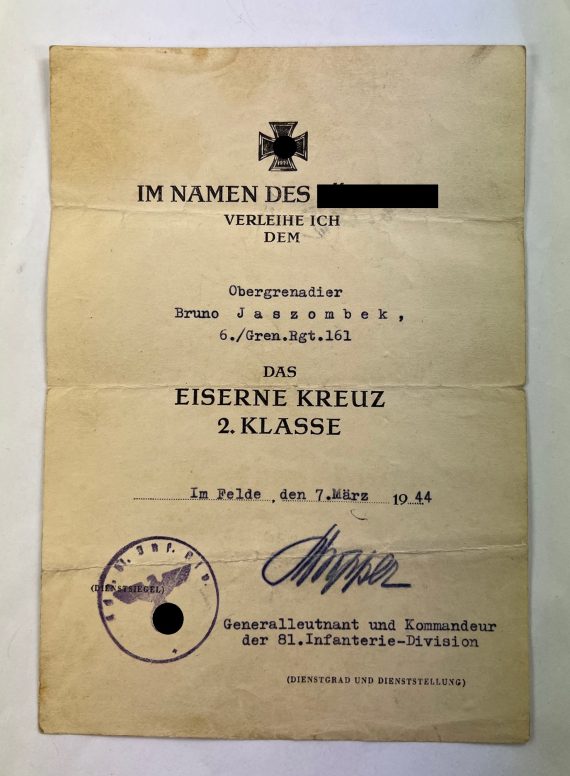 IM NAMEN DES
VERLEIHE ICH
DEM
Obergrenadier
Bruno Jaszombek,
6./Gren.Rgt.161
DAS
EISERNE KREUZ
2. KLASSE
Im Felde, den 7.März 1944
(DIENSTSIEGEL)
Generalleutnant und Kommandeur
der 81.Infanterie-Division
(DIENSTGRAD UND DIENSTSTELLUNG)